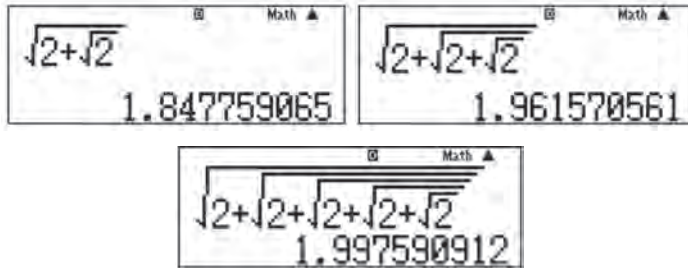 D Math ▲
√2+√2
1.847759065
D Math ▲
√2+√2+√2
1.961570561
D Math ▲
√2+√2+√2+√2+√2
1.997590912